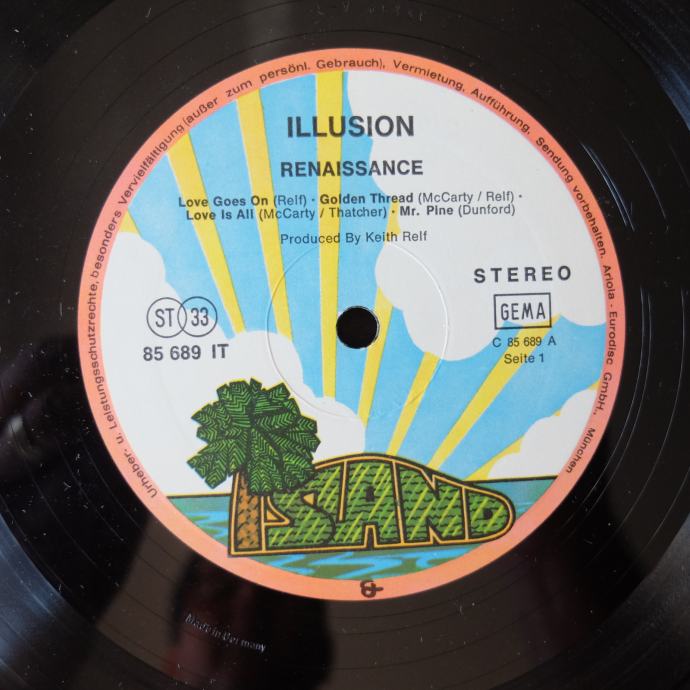 Urheber- u. Leistungsschutzrechte, besonders Vervielfältigung (außer zum persönl. Gebrauch), Vermietung, Aufführung, Sendung vorbehalten. Ariola - Eurodisc GmbH., München
ILLUSION
RENAISSANCE
Love Goes On (Relf) · Golden Thread (McCarty / Relf) ·
Love Is All (McCarty / Thatcher) · Mr. Pine (Dunford)
Produced By Keith Relf
STEREO
ST 33
GEMA
85 689 IT
C 85 689 A
Seite 1
ISLAND
Made in Germany